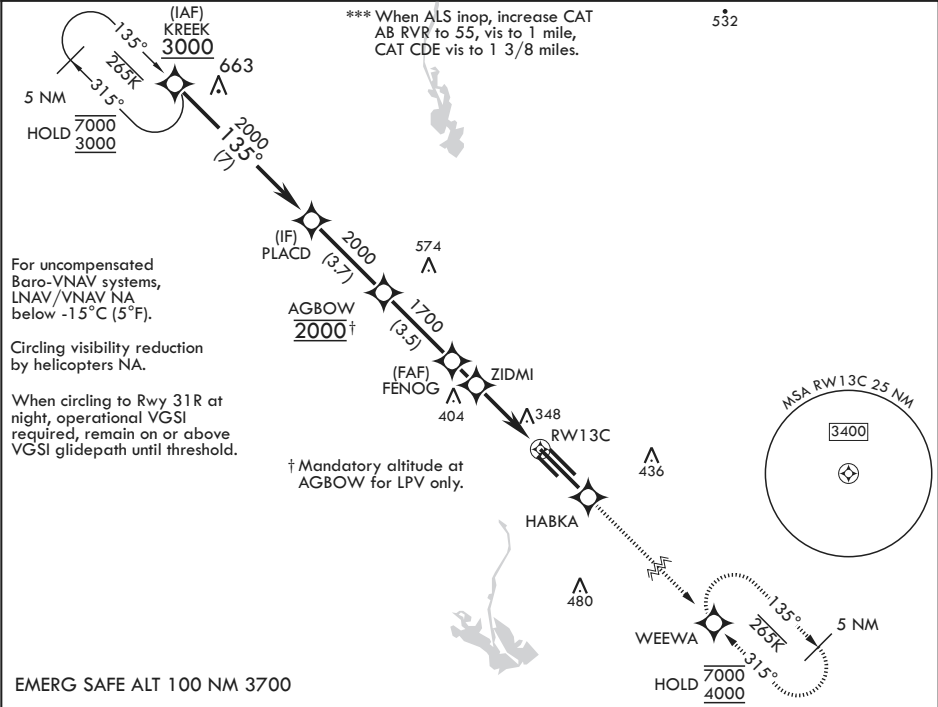 *** When ALS inop, increase CAT
AB RVR to 55, vis to 1 mile,
CAT CDE vis to 1 3/8 miles.
532
(IAF)
KREEK
3000
663
135°
265K
315°
5 NM
HOLD 7000
3000
2000
135°
(7)
(IF)
PLACD
2000
(3.7)
574
AGBOW
2000†
1700
(3.5)
(FAF)
FENOG
ZIDMI
404
348
RW13C
436
HABKA
For uncompensated
Baro-VNAV systems,
LNAV/VNAV NA
below -15°C (5°F).
Circling visibility reduction
by helicopters NA.
When circling to Rwy 31R at
night, operational VGSI
required, remain on or above
VGSI glidepath until threshold.
† Mandatory altitude at
AGBOW for LPV only.
MSA RW13C 25 NM
3400
480
WEEWA
135°
265K
315°
5 NM
HOLD 7000
4000
EMERG SAFE ALT 100 NM 3700